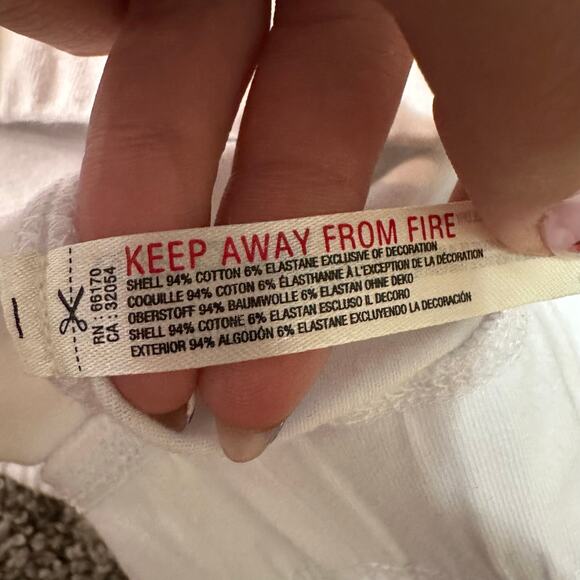 KEEP AWAY FROM FIRE
SHELL 94% COTTON 6% ELASTANE EXCLUSIVE OF DECORATION
COQUILLE 94% COTON 6% ÉLASTHANNE À L'EXCEPTION DE LA DÉCORATION
OBERSTOFF 94% BAUMWOLLE 6% ELASTAN OHNE DEKO
SHELL 94% COTONE 6% ELASTAN ESCLUSO IL DECORO
EXTERIOR 94% ALGODÓN 6% ELASTANE EXCLUYENDO LA DECORACIÓN
RN : 66170
CA : 32054